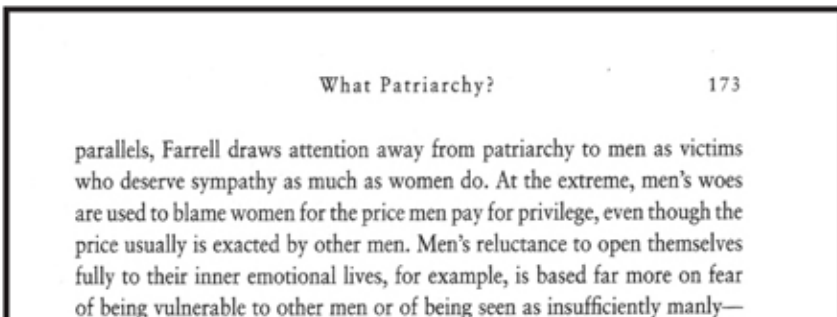 What Patriarchy? 173
parallels, Farrell draws attention away from patriarchy to men as victims
who deserve sympathy as much as women do. At the extreme, men's woes
are used to blame women for the price men pay for privilege, even though the
price usually is exacted by other men. Men's reluctance to open themselves
fully to their inner emotional lives, for example, is based far more on fear
of being vulnerable to other men or of being seen as insufficiently manly—